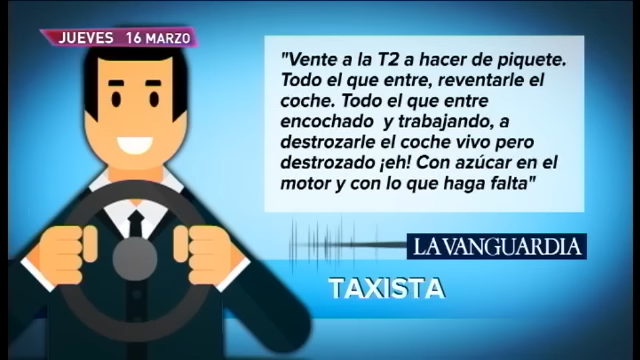 JUEVES 16 MARZO
"Vente a la T2 a hacer de piquete.
Todo el que entre, reventarle el
coche. Todo el que entre
encochado y trabajando, a
destrozarle el coche vivo pero
destrozado ¡eh! Con azúcar en el
motor y con lo que haga falta"
LAVANGUARDIA
TAXISTA